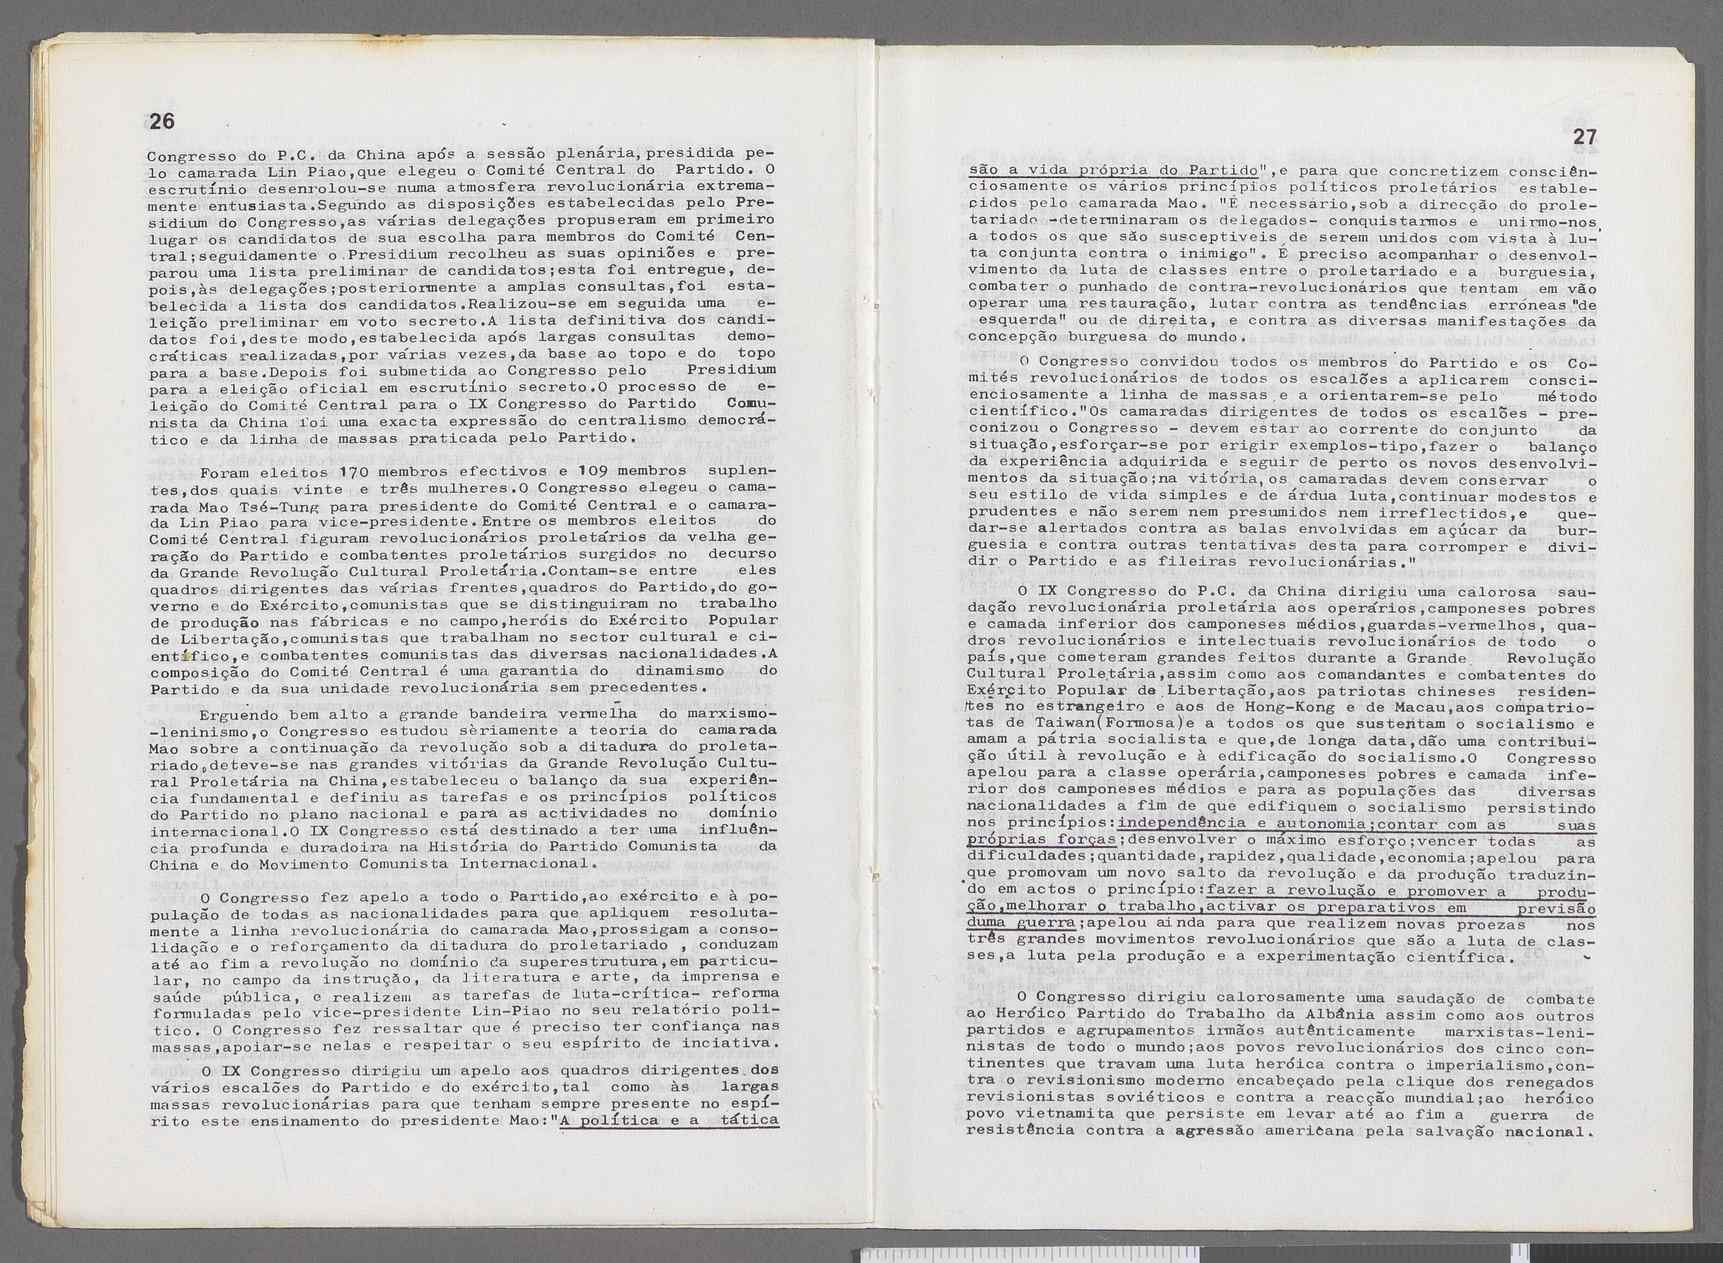 26
Congresso do P.C. da China após a sessão plenária,presidida pe-
lo camarada Lin Piao,que elegeu o Comité Central do Partido. O
escrutínio desenrolou-se numa atmosfera revolucionária extrema-
mente entusiasta.Segundo as disposições estabelecidas pelo Pre-
sidium do Congresso,as várias delegações propuseram em primeiro
lugar os candidatos de sua escolha para membros do Comité Cen-
tral;seguidamente o Presidium recolheu as suas opiniões e pre-
parou uma lista preliminar de candidatos;esta foi entregue, de-
pois,às delegações;posteriormente a amplas consultas,foi esta-
belecida a lista dos candidatos.Realizou-se em seguida uma e-
leição preliminar em voto secreto.A lista definitiva dos candi-
datos foi,deste modo,estabelecida após largas consultas demo-
cráticas realizadas,por várias vezes,da base ao topo e do topo
para a base.Depois foi submetida ao Congresso pelo Presidium
para a eleição oficial em escrutínio secreto.O processo de e-
leição do Comité Central para o IX Congresso do Partido Comu-
nista da China foi uma exacta expressão do centralismo democrá-
tico e da linha de massas praticada pelo Partido.
Foram eleitos 170 membros efectivos e 109 membros suplen-
tes,dos quais vinte e três mulheres.O Congresso elegeu o cama-
rada Mao Tsé-Tung para presidente do Comité Central e o camara-
da Lin Piao para vice-presidente.Entre os membros eleitos do
Comité Central figuram revolucionários proletários da velha ge-
ração do Partido e combatentes proletários surgidos no decurso
da Grande Revolução Cultural Proletária.Contam-se entre eles
quadros dirigentes das várias frentes,quadros do Partido,do go-
verno e do Exército,comunistas que se distinguiram no trabalho
de produção nas fábricas e no campo,heróis do Exército Popular
de Libertação,comunistas que trabalham no sector cultural e ci-
entífico,e combatentes comunistas das diversas nacionalidades.A
composição do Comité Central é uma garantia do dinamismo do
Partido e da sua unidade revolucionária sem precedentes.
Erguendo bem alto a grande bandeira vermelha do marxismo-
-leninismo,o Congresso estudou sèriamente a teoria do camarada
Mao sobre a continuação da revolução sob a ditadura do proleta-
riado,deteve-se nas grandes vitórias da Grande Revolução Cultu-
ral Proletária na China,estabeleceu o balanço da sua experiên-
cia fundamental e definiu as tarefas e os princípios políticos
do Partido no plano nacional e para as actividades no domínio
internacional.O IX Congresso está destinado a ter uma influên-
cia profunda e duradoira na História do Partido Comunista da
China e do Movimento Comunista Internacional.
O Congresso fez apelo a todo o Partido,ao exército e à po-
pulação de todas as nacionalidades para que apliquem resoluta-
mente a linha revolucionária do camarada Mao,prossigam a conso-
lidação e o reforçamento da ditadura do proletariado , conduzam
até ao fim a revolução no domínio da superestrutura,em particu-
lar, no campo da instrução, da literatura e arte, da imprensa e
saúde pública, e realizem as tarefas de luta-crítica- reforma
formuladas pelo vice-presidente Lin-Piao no seu relatório poli-
tico. O Congresso fez ressaltar que é preciso ter confiança nas
massas,apoiar-se nelas e respeitar o seu espírito de inciativa.
O IX Congresso dirigiu um apelo aos quadros dirigentes dos
vários escalões do Partido e do exército,tal como às largas
massas revolucionárias para que tenham sempre presente no espí-
rito este ensinamento do presidente Mao:"A política e a tática
27
são a vida própria do Partido",e para que concretizem consciên-
ciosamente os vários princípios políticos proletários estable-
cidos pelo camarada Mao. "É necessário,sob a direcção do prole-
tariado -determinaram os delegados- conquistarmos e unirmo-nos,
a todos os que são susceptiveis de serem unidos com vista à lu-
ta conjunta contra o inimigo". É preciso acompanhar o desenvol-
vimento da luta de classes entre o proletariado e a burguesia,
combater o punhado de contra-revolucionários que tentam em vão
operar uma restauração, lutar contra as tendências erróneas "de
esquerda" ou de direita, e contra as diversas manifestações da
concepção burguesa do mundo.
O Congresso convidou todos os membros do Partido e os Co-
mités revolucionários de todos os escalões a aplicarem consci-
enciosamente a linha de massas e a orientarem-se pelo método
científico."Os camaradas dirigentes de todos os escalões - pre-
conizou o Congresso - devem estar ao corrente do conjunto da
situação,esforçar-se por erigir exemplos-tipo,fazer o balanço
da experiência adquirida e seguir de perto os novos desenvolvi-
mentos da situação;na vitória,os camaradas devem conservar o
seu estilo de vida simples e de árdua luta,continuar modestos e
prudentes e não serem nem presumidos nem irreflectidos,e que-
dar-se alertados contra as balas envolvidas em açúcar da bur-
guesia e contra outras tentativas desta para corromper e divi-
dir o Partido e as fileiras revolucionárias."
O IX Congresso do P.C. da China dirigiu uma calorosa sau-
dação revolucionária proletária aos operários,camponeses pobres
e camada inferior dos camponeses médios,guardas-vermelhos, qua-
dros revolucionários e intelectuais revolucionários de todo o
país,que cometeram grandes feitos durante a Grande Revolução
Cultural Proletária,assim como aos comandantes e combatentes do
Exército Popular de Libertação,aos patriotas chineses residen-
tes no estrangeiro e aos de Hong-Kong e de Macau,aos compatrio-
tas de Taiwan(Formosa)e a todos os que sustentam o socialismo e
amam a pátria socialista e que,de longa data,dão uma contribui-
ção útil à revolução e à edificação do socialismo.O Congresso
apelou para a classe operária,camponeses pobres e camada infe-
rior dos camponeses médios e para as populações das diversas
nacionalidades a fim de que edifiquem o socialismo persistindo
nos princípios:independência e autonomia;contar com as suas
próprias forças;desenvolver o máximo esforço;vencer todas as
dificuldades;quantidade,rapidez,qualidade,economia;apelou para
que promovam um novo salto da revolução e da produção traduzin-
do em actos o princípio:fazer a revolução e promover a produ-
ção,melhorar o trabalho,activar os preparativos em previsão
duma guerra;apelou ainda para que realizem novas proezas nos
três grandes movimentos revolucionários que são a luta de clas-
ses,a luta pela produção e a experimentação científica.
O Congresso dirigiu calorosamente uma saudação de combate
ao Heróico Partido do Trabalho da Albânia assim como aos outros
partidos e agrupamentos irmãos autênticamente marxistas-leni-
nistas de todo o mundo;aos povos revolucionários dos cinco con-
tinentes que travam uma luta heróica contra o imperialismo,con-
tra o revisionismo moderno encabeçado pela clique dos renegados
revisionistas soviéticos e contra a reacção mundial;ao heróico
povo vietnamita que persiste em levar até ao fim a guerra de
resistência contra a agressão americana pela salvação nacional.